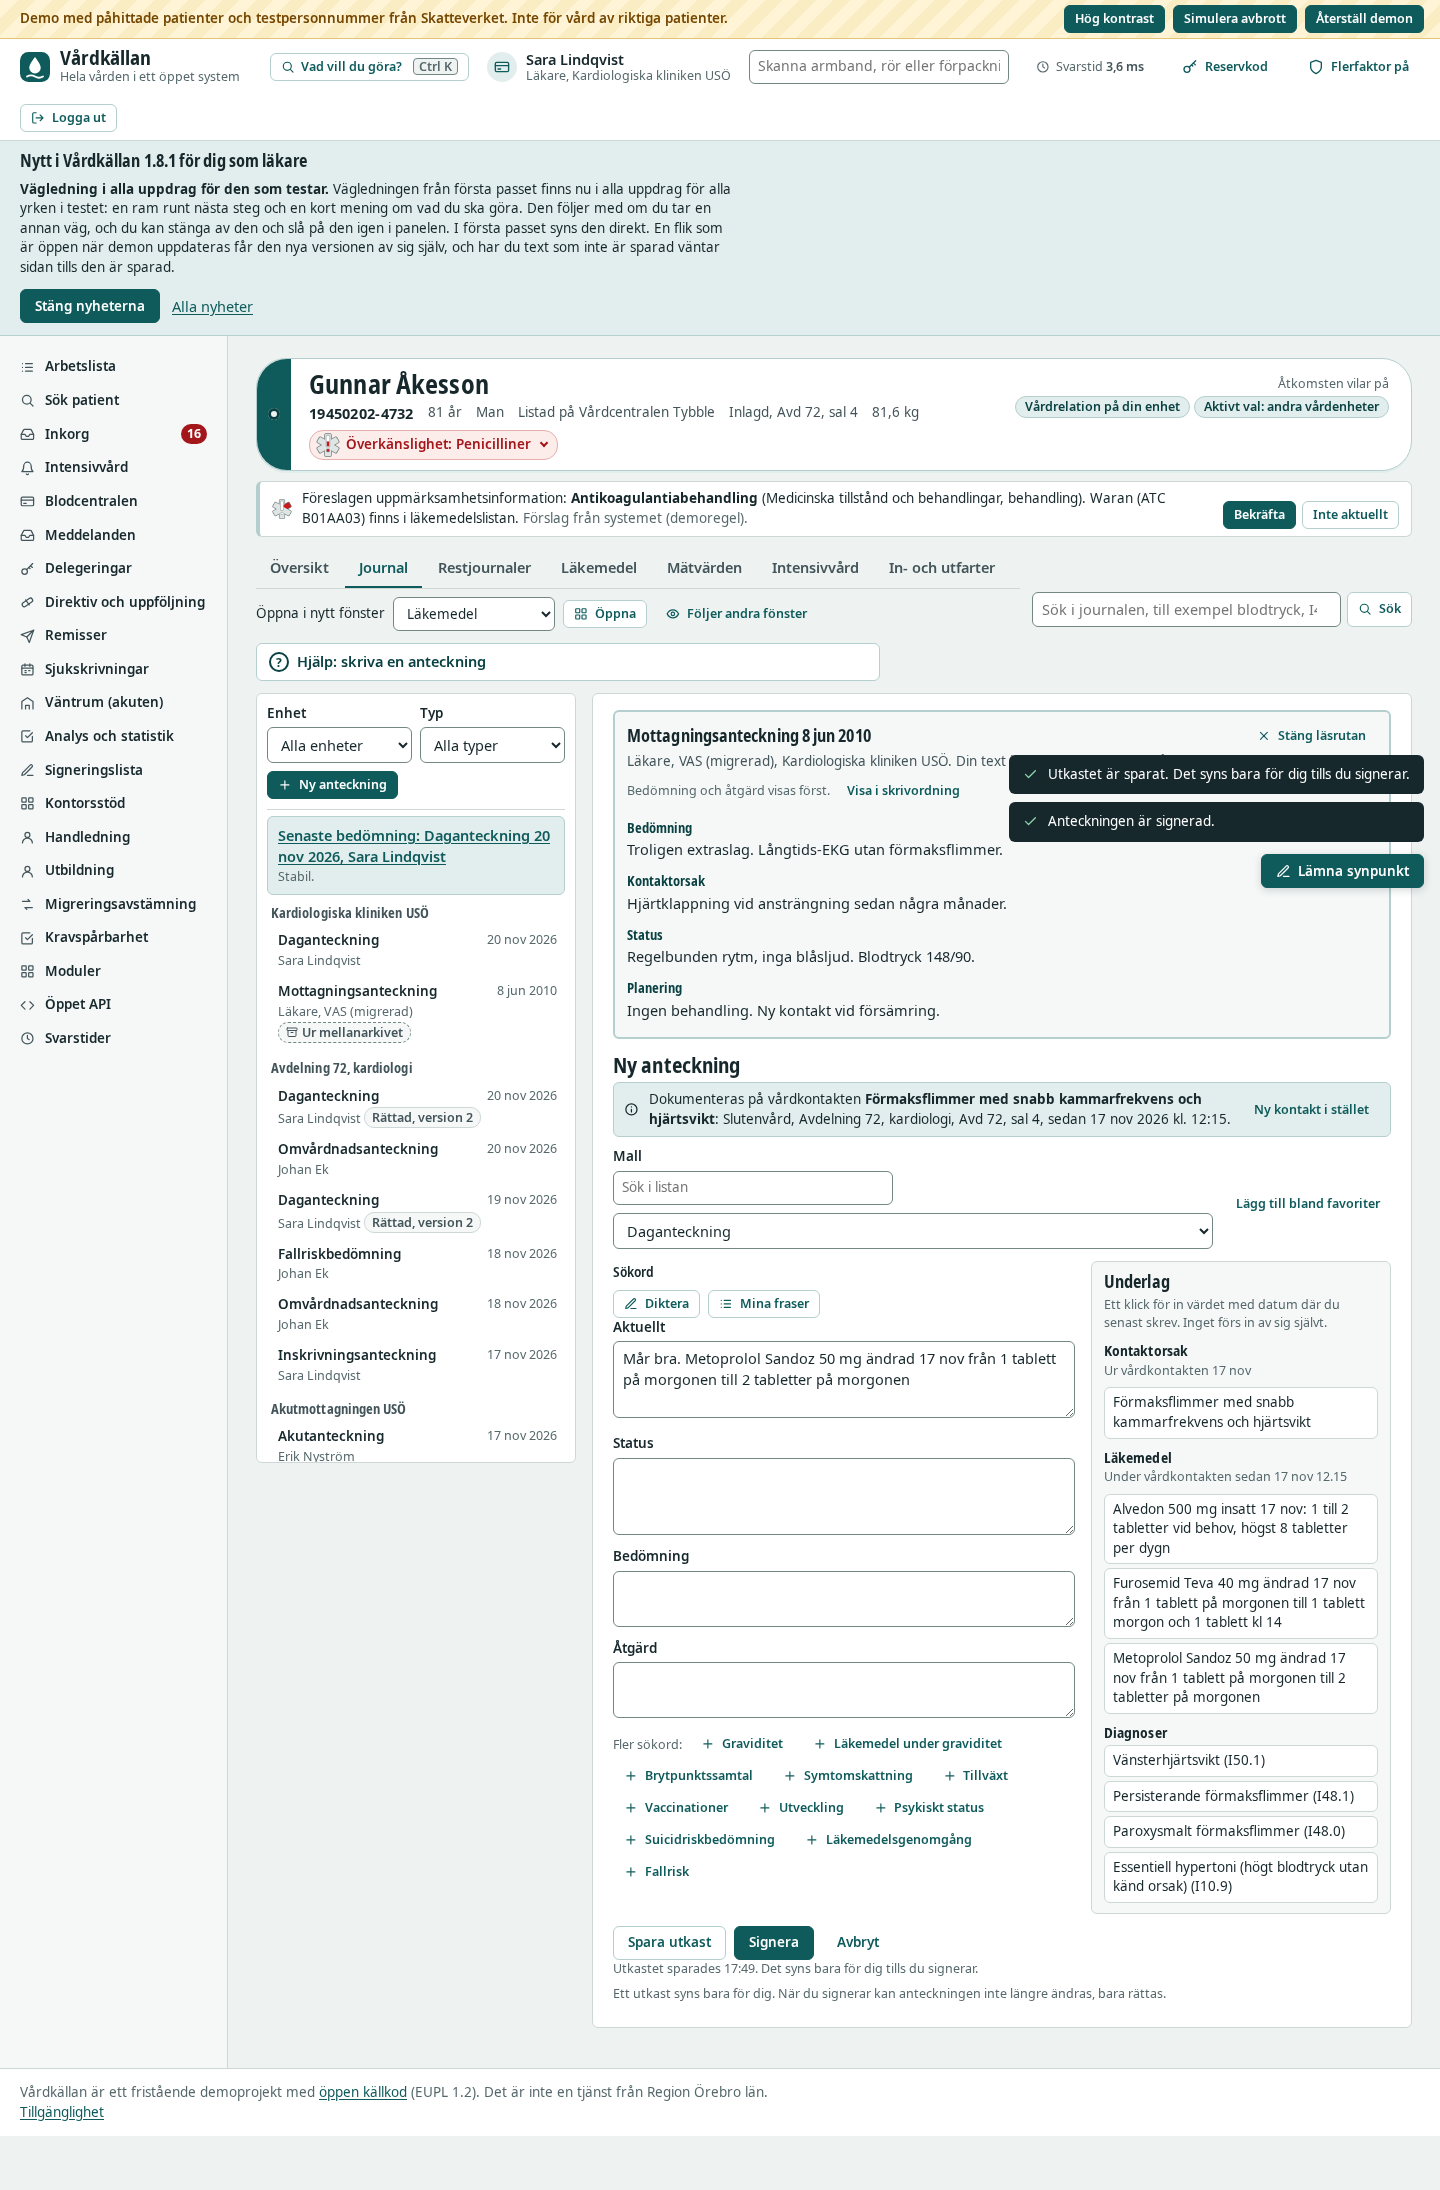 Demo med påhittade patienter och testpersonnummer från Skatteverket. Inte för vård av riktiga patienter.
Hög kontrast
Simulera avbrott
Återställ demon
Vårdkällan
Hela vården i ett öppet system
Vad vill du göra? Ctrl K
Sara Lindqvist
Läkare, Kardiologiska kliniken USÖ
Skanna armband, rör eller förpackni
Svarstid 3,6 ms
Reservkod
Flerfaktor på
Logga ut
Nytt i Vårdkällan 1.8.1 för dig som läkare
Vägledning i alla uppdrag för den som testar. Vägledningen från första passet finns nu i alla uppdrag för alla
yrken i testet: en ram runt nästa steg och en kort mening om vad du ska göra. Den följer med om du tar en
annan väg, och du kan stänga av den och slå på den igen i panelen. I första passet syns den direkt. En flik som
är öppen när demon uppdateras får den nya versionen av sig själv, och har du text som inte är sparad väntar
sidan tills den är sparad.
Stäng nyheterna
Alla nyheter
Arbetslista
Sök patient
Inkorg 16
Intensivvård
Blodcentralen
Meddelanden
Delegeringar
Direktiv och uppföljning
Remisser
Sjukskrivningar
Väntrum (akuten)
Analys och statistik
Signeringslista
Kontorsstöd
Handledning
Utbildning
Migreringsavstämning
Kravspårbarhet
Moduler
Öppet API
Svarstider
Gunnar Åkesson
19450202-4732 81 år Man Listad på Vårdcentralen Tybble Inlagd, Avd 72, sal 4 81,6 kg
Överkänslighet: Penicilliner
Åtkomsten vilar på
Vårdrelation på din enhet
Aktivt val: andra vårdenheter
Föreslagen uppmärksamhetsinformation: Antikoagulantiabehandling (Medicinska tillstånd och behandlingar, behandling). Waran (ATC
B01AA03) finns i läkemedelslistan. Förslag från systemet (demoregel).
Bekräfta
Inte aktuellt
Översikt
Journal
Restjournaler
Läkemedel
Mätvärden
Intensivvård
In- och utfarter
Öppna i nytt fönster
Läkemedel
Öppna
Följer andra fönster
Sök i journalen, till exempel blodtryck, I4
Sök
? Hjälp: skriva en anteckning
Enhet
Typ
Alla enheter
Alla typer
Ny anteckning
Senaste bedömning: Daganteckning 20
nov 2026, Sara Lindqvist
Stabil.
Kardiologiska kliniken USÖ
Daganteckning 20 nov 2026
Sara Lindqvist
Mottagningsanteckning 8 jun 2010
Läkare, VAS (migrerad)
Ur mellanarkivet
Avdelning 72, kardiologi
Daganteckning 20 nov 2026
Sara Lindqvist Rättad, version 2
Omvårdnadsanteckning 20 nov 2026
Johan Ek
Daganteckning 19 nov 2026
Sara Lindqvist Rättad, version 2
Fallriskbedömning 18 nov 2026
Johan Ek
Omvårdnadsanteckning 18 nov 2026
Johan Ek
Inskrivningsanteckning 17 nov 2026
Sara Lindqvist
Akutmottagningen USÖ
Akutanteckning 17 nov 2026
Erik Nyström
Mottagningsanteckning 8 jun 2010
Stäng läsrutan
Läkare, VAS (migrerad), Kardiologiska kliniken USÖ. Din text
Bedömning och åtgärd visas först.
Visa i skrivordning
Bedömning
Troligen extraslag. Långtids-EKG utan förmaksflimmer.
Kontaktorsak
Hjärtklappning vid ansträngning sedan några månader.
Status
Regelbunden rytm, inga blåsljud. Blodtryck 148/90.
Planering
Ingen behandling. Ny kontakt vid försämring.
Utkastet är sparat. Det syns bara för dig tills du signerar.
Anteckningen är signerad.
Lämna synpunkt
Ny anteckning
Dokumenteras på vårdkontakten Förmaksflimmer med snabb kammarfrekvens och
hjärtsvikt: Slutenvård, Avdelning 72, kardiologi, Avd 72, sal 4, sedan 17 nov 2026 kl. 12:15.
Ny kontakt i stället
Mall
Sök i listan
Daganteckning
Lägg till bland favoriter
Sökord
Diktera
Mina fraser
Aktuellt
Mår bra. Metoprolol Sandoz 50 mg ändrad 17 nov från 1 tablett
på morgonen till 2 tabletter på morgonen
Status
Bedömning
Åtgärd
Fler sökord:
Graviditet
Läkemedel under graviditet
Brytpunktssamtal
Symtomskattning
Tillväxt
Vaccinationer
Utveckling
Psykiskt status
Suicidriskbedömning
Läkemedelsgenomgång
Fallrisk
Underlag
Ett klick för in värdet med datum där du
senast skrev. Inget förs in av sig självt.
Kontaktorsak
Ur vårdkontakten 17 nov
Förmaksflimmer med snabb
kammarfrekvens och hjärtsvikt
Läkemedel
Under vårdkontakten sedan 17 nov 12.15
Alvedon 500 mg insatt 17 nov: 1 till 2
tabletter vid behov, högst 8 tabletter
per dygn
Furosemid Teva 40 mg ändrad 17 nov
från 1 tablett på morgonen till 1 tablett
morgon och 1 tablett kl 14
Metoprolol Sandoz 50 mg ändrad 17
nov från 1 tablett på morgonen till 2
tabletter på morgonen
Diagnoser
Vänsterhjärtsvikt (I50.1)
Persisterande förmaksflimmer (I48.1)
Paroxysmalt förmaksflimmer (I48.0)
Essentiell hypertoni (högt blodtryck utan
känd orsak) (I10.9)
Spara utkast
Signera
Avbryt
Utkastet sparades 17:49. Det syns bara för dig tills du signerar.
Ett utkast syns bara för dig. När du signerar kan anteckningen inte längre ändras, bara rättas.
Vårdkällan är ett fristående demoprojekt med öppen källkod (EUPL 1.2). Det är inte en tjänst från Region Örebro län.
Tillgänglighet